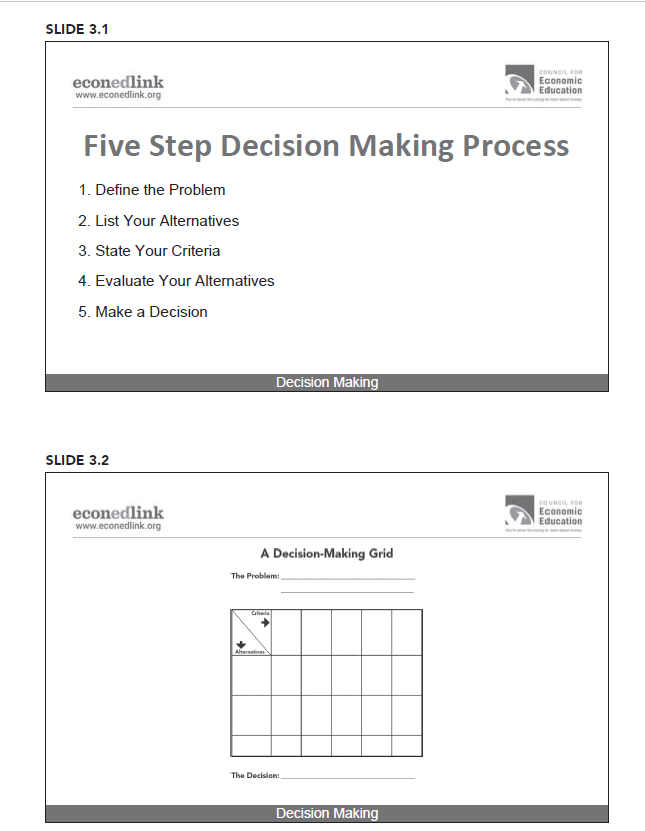 SLIDE 3.1
econedlink
www.econedlink.org
COUNCIL FOR
Economic
Education
Five Step Decision Making Process
1. Define the Problem
2. List Your Alternatives
3. State Your Criteria
4. Evaluate Your Alternatives
5. Make a Decision
Decision Making
SLIDE 3.2
econedlink
www.econedlink.org
COUNCIL FOR
Economic
Education
A Decision-Making Grid
The Problem:
Criteria
Alternatives
The Decision:
Decision Making